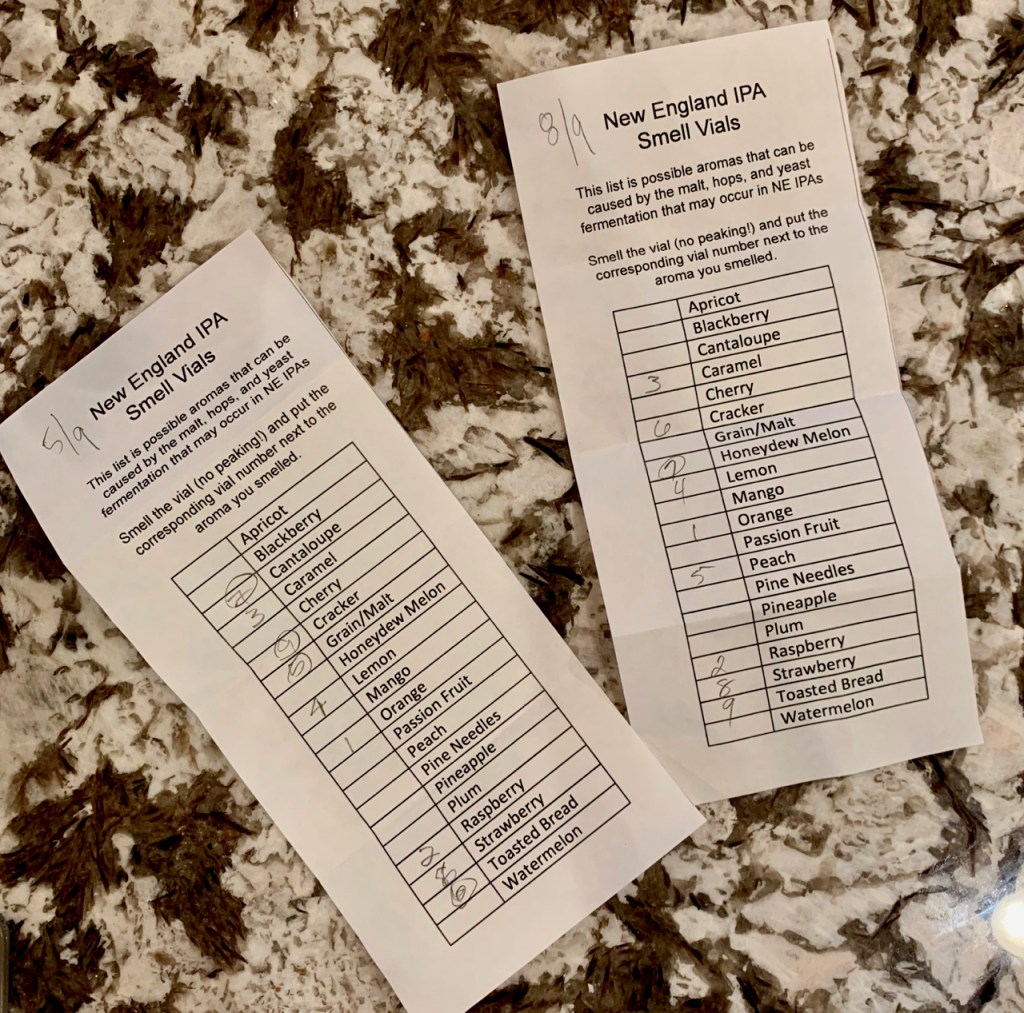 5/9
New England IPA
Smell Vials
This list is possible aromas that can be
caused by the malt, hops, and yeast
fermentation that may occur in NE IPAs
Smell the vial (no peaking!) and put the
corresponding vial number next to the
aroma you smelled.
Apricot
Blackberry
7 Cantaloupe
3 Caramel
Cherry
9 Cracker
5 Grain/Malt
Honeydew Melon
4 Lemon
Mango
1 Orange
Passion Fruit
Peach
Pine Needles
Pineapple
Plum
2 Raspberry
8 Strawberry
6 Toasted Bread
Watermelon
8/9
New England IPA
Smell Vials
This list is possible aromas that can be
caused by the malt, hops, and yeast
fermentation that may occur in NE IPAs
Smell the vial (no peaking!) and put the
corresponding vial number next to the
aroma you smelled.
Apricot
Blackberry
Cantaloupe
3 Caramel
Cherry
6 Cracker
Grain/Malt
7 Honeydew Melon
4 Lemon
Mango
1 Orange
Passion Fruit
5 Peach
Pine Needles
Pineapple
Plum
2 Raspberry
8 Strawberry
9 Toasted Bread
Watermelon